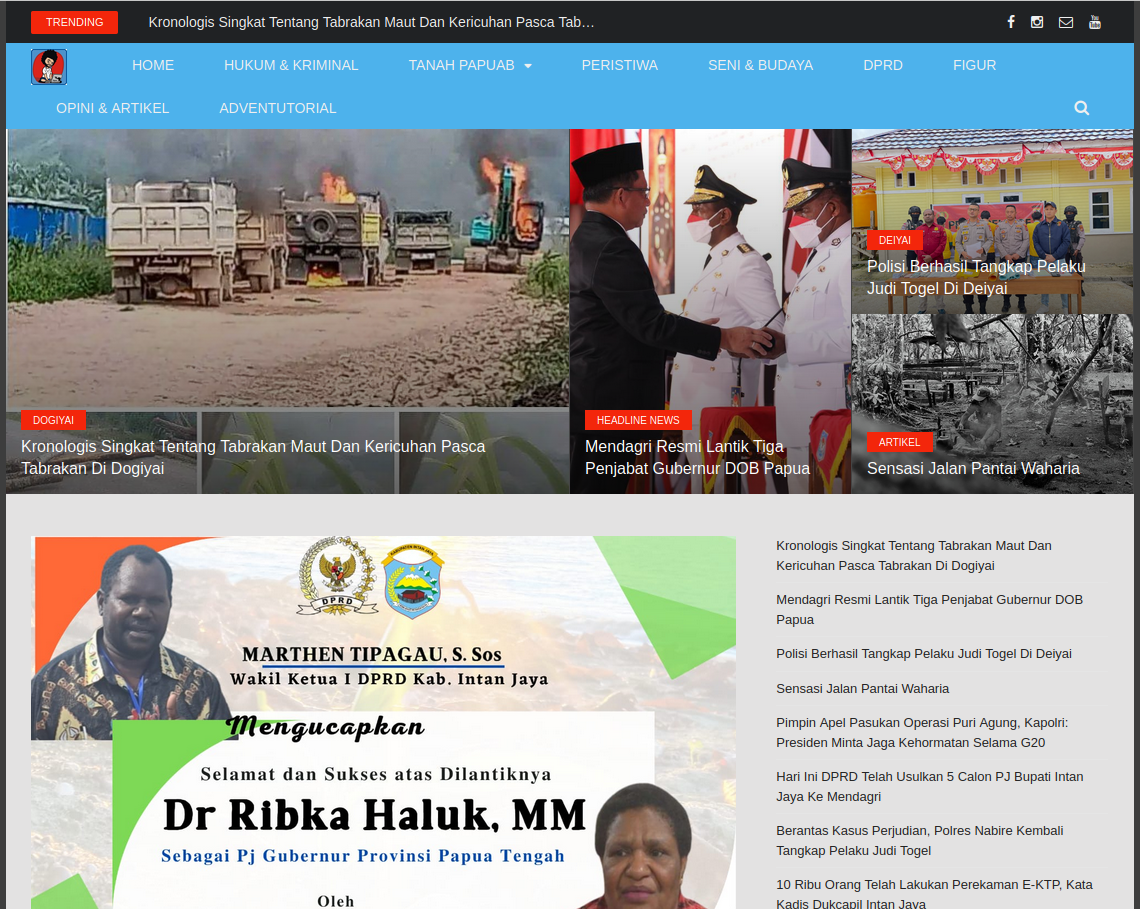 TRENDING
Kronologis Singkat Tentang Tabrakan Maut Dan Kericuhan Pasca Tab…
HOME
HUKUM & KRIMINAL
TANAH PAPUAB
PERISTIWA
SENI & BUDAYA
DPRD
FIGUR
OPINI & ARTIKEL
ADVENTUTORIAL
DOGIYAI
Kronologis Singkat Tentang Tabrakan Maut Dan Kericuhan Pasca
Tabrakan Di Dogiyai
HEADLINE NEWS
Mendagri Resmi Lantik Tiga
Penjabat Gubernur DOB Papua
DEIYAI
Polisi Berhasil Tangkap Pelaku
Judi Togel Di Deiyai
ARTIKEL
Sensasi Jalan Pantai Waharia
DPRD
MARTHEN TIPAGAU, S. Sos
Wakil Ketua I DPRD Kab. Intan Jaya
Mengucapkan
Selamat dan Sukses atas Dilantiknya
Dr Ribka Haluk, MM
Sebagai Pj Gubernur Provinsi Papua Tengah
Oleh
Kronologis Singkat Tentang Tabrakan Maut Dan
Kericuhan Pasca Tabrakan Di Dogiyai
Mendagri Resmi Lantik Tiga Penjabat Gubernur DOB
Papua
Polisi Berhasil Tangkap Pelaku Judi Togel Di Deiyai
Sensasi Jalan Pantai Waharia
Pimpin Apel Pasukan Operasi Puri Agung, Kapolri:
Presiden Minta Jaga Kehormatan Selama G20
Hari Ini DPRD Telah Usulkan 5 Calon PJ Bupati Intan
Jaya Ke Mendagri
Berantas Kasus Perjudian, Polres Nabire Kembali
Tangkap Pelaku Judi Togel
10 Ribu Orang Telah Lakukan Perekaman E-KTP, Kata
Kadis Dukcapil Intan Jaya